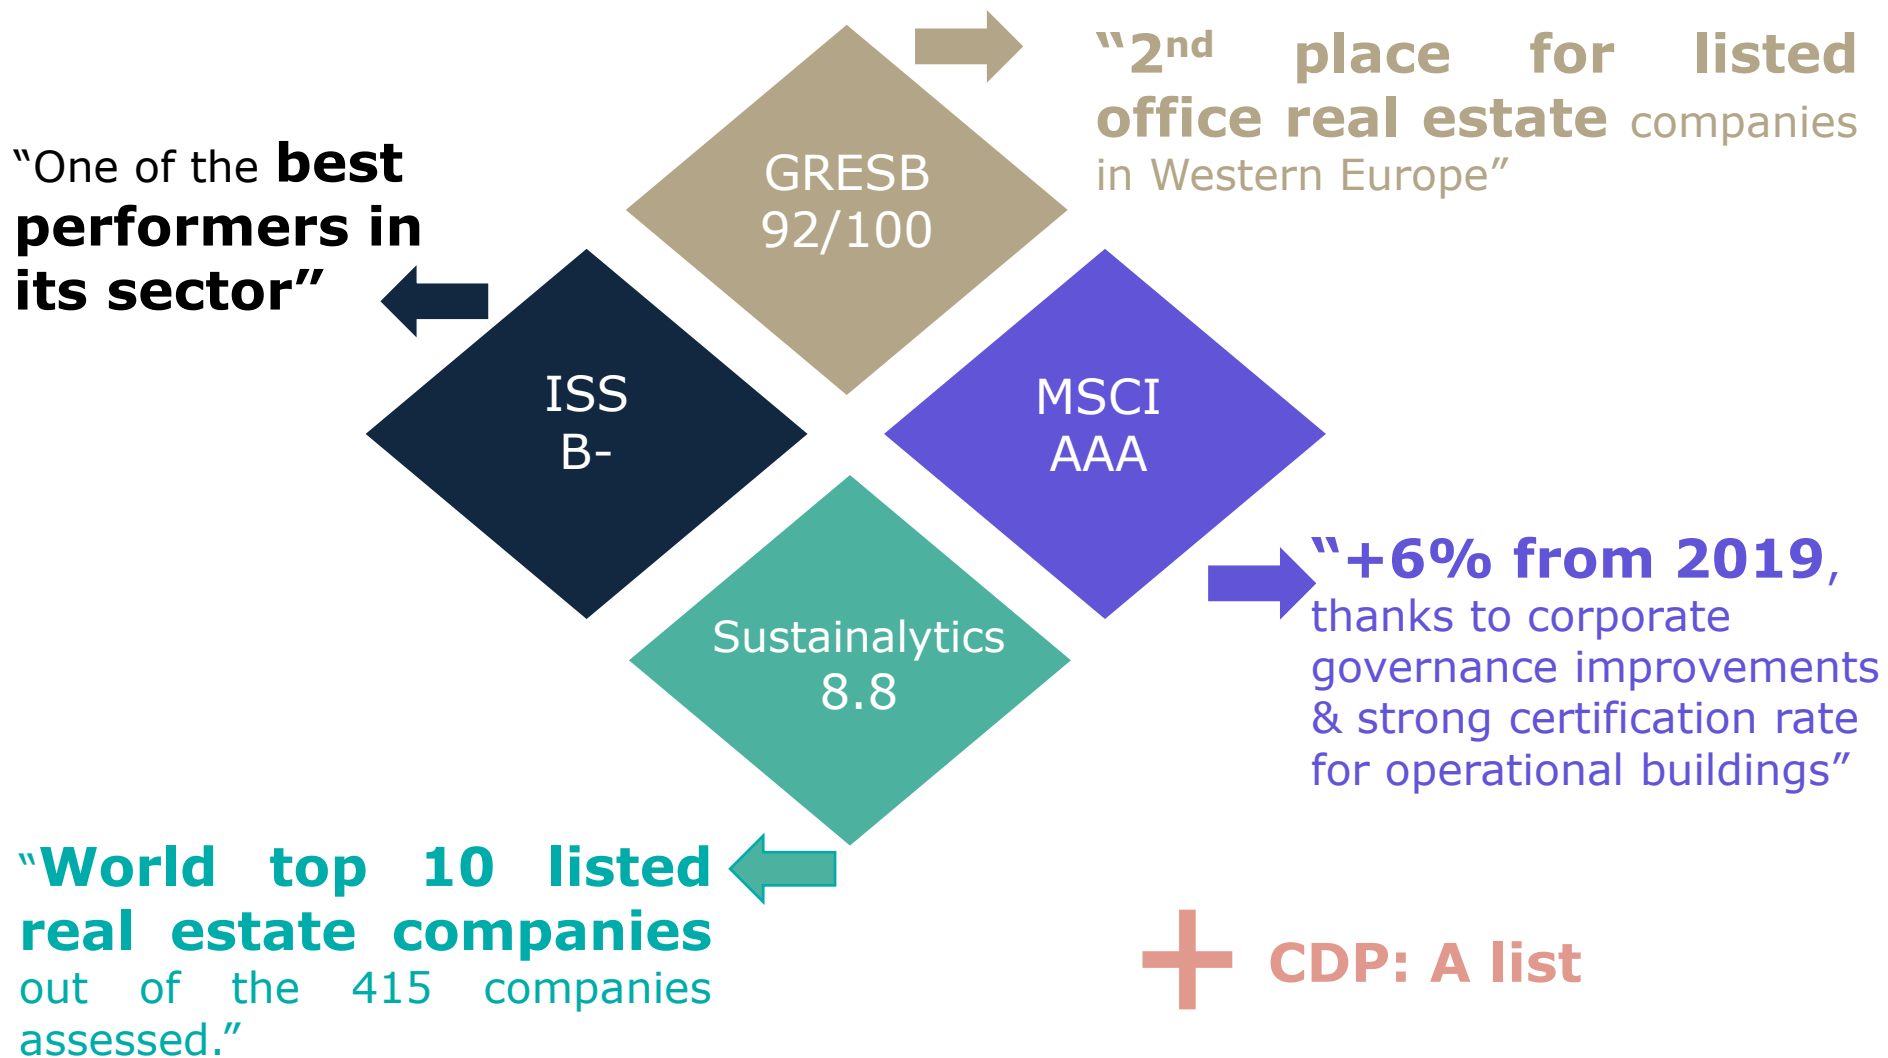 “2nd place for listed
office real estate companies
in Western Europe”
GRESB
92/100
“One of the best
performers in
its sector”
ISS
B-
MSCI
AAA
“+6% from 2019,
thanks to corporate
governance improvements
& strong certification rate
for operational buildings”
Sustainalytics
8.8
“World top 10 listed
real estate companies
out of the 415 companies
assessed.”
+ CDP: A list